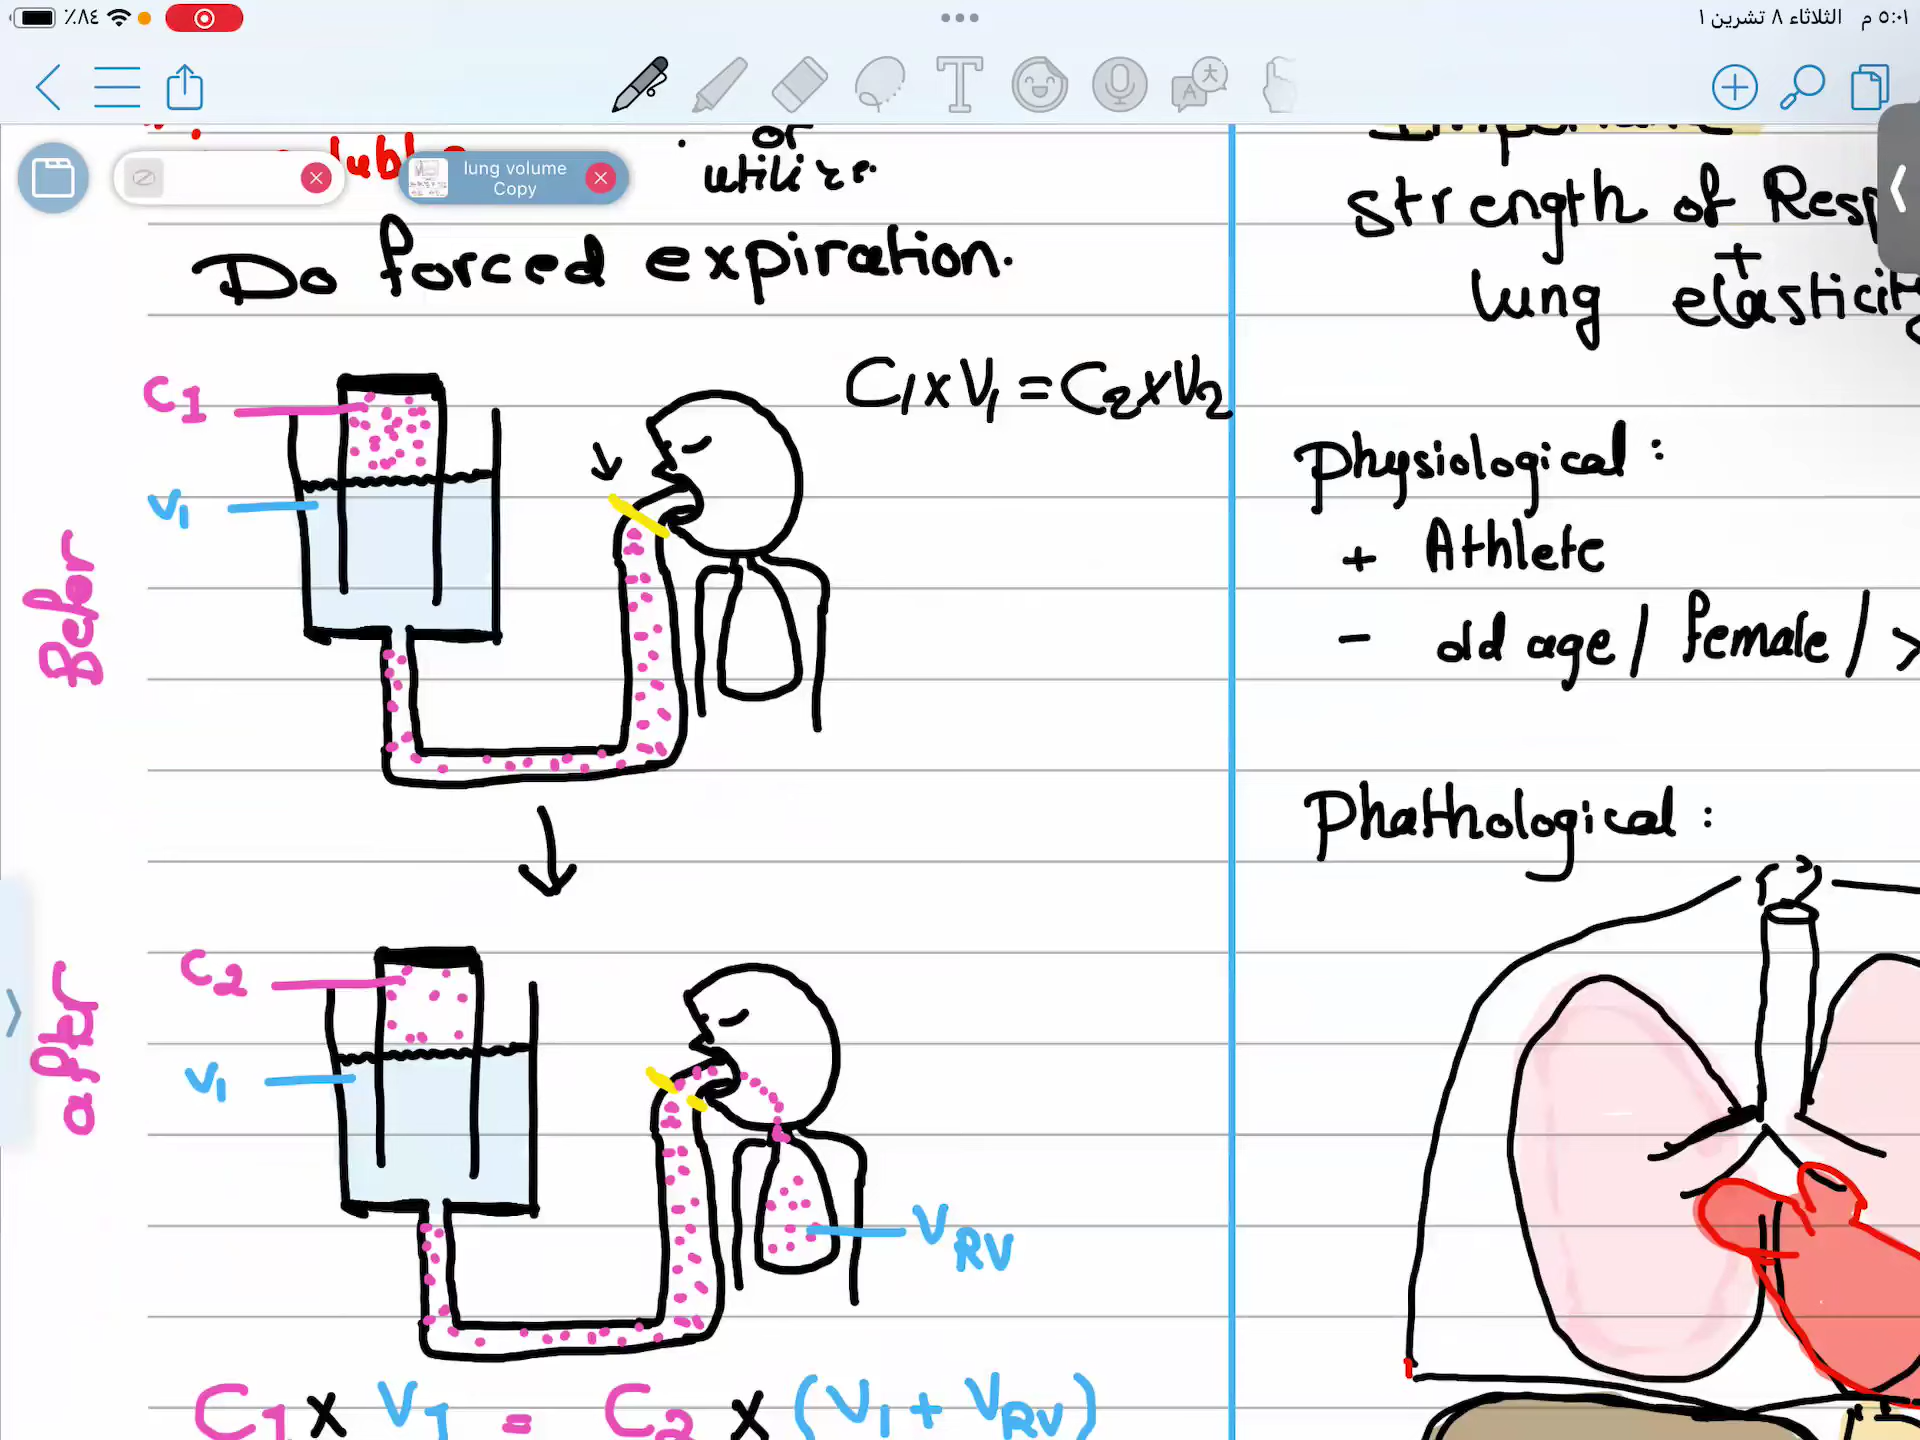 ٪٨٤
٥:٠١ م الثلاثاء ٨ تشرين ١
lung volume
Copy
or
utilize.
Do forced expiration.
C1
V1
C1 x V1 = C2 x V2
Befor
after
C2
V1
VRV
C1 x V1 = C2 x (V1 + VRV)
strength of Resp
+
lung elasticity
Physiological :
+ Athlete
- old age / female /
Phathological :